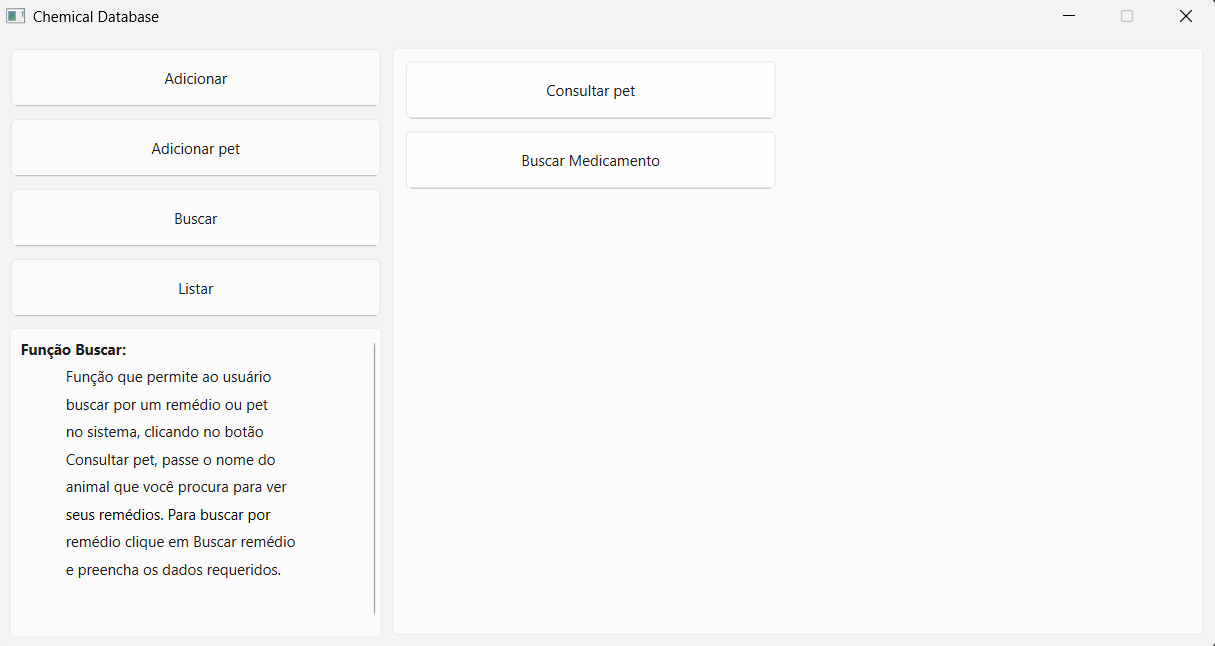 Chemical Database
Adicionar
Adicionar pet
Buscar
Listar
Função Buscar:
Função que permite ao usuário
buscar por um remédio ou pet
no sistema, clicando no botão
Consultar pet, passe o nome do
animal que você procura para ver
seus remédios. Para buscar por
remédio clique em Buscar remédio
e preencha os dados requeridos.
Consultar pet
Buscar Medicamento